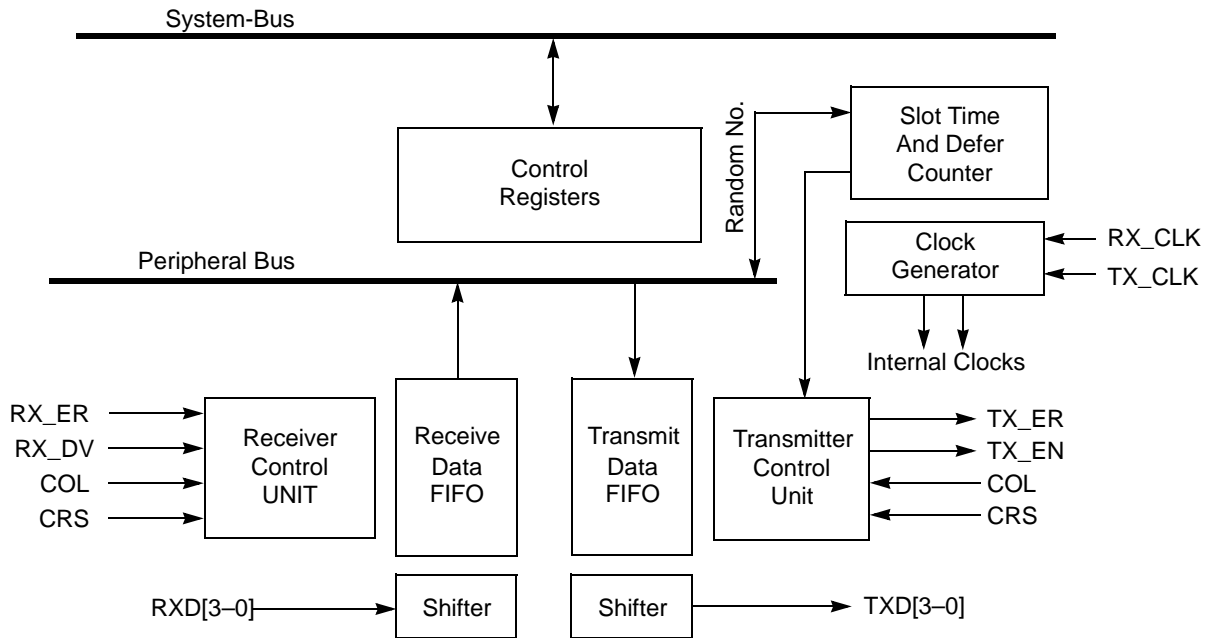 System-Bus
Control
Registers
Random No.
Slot Time
And Defer
Counter
Peripheral Bus
Clock
Generator
RX_CLK
TX_CLK
Internal Clocks
RX_ER
RX_DV
COL
CRS
Receiver
Control
UNIT
Receive
Data
FIFO
Transmit
Data
FIFO
Transmitter
Control
Unit
TX_ER
TX_EN
COL
CRS
RXD[3–0]
Shifter
Shifter
TXD[3–0]